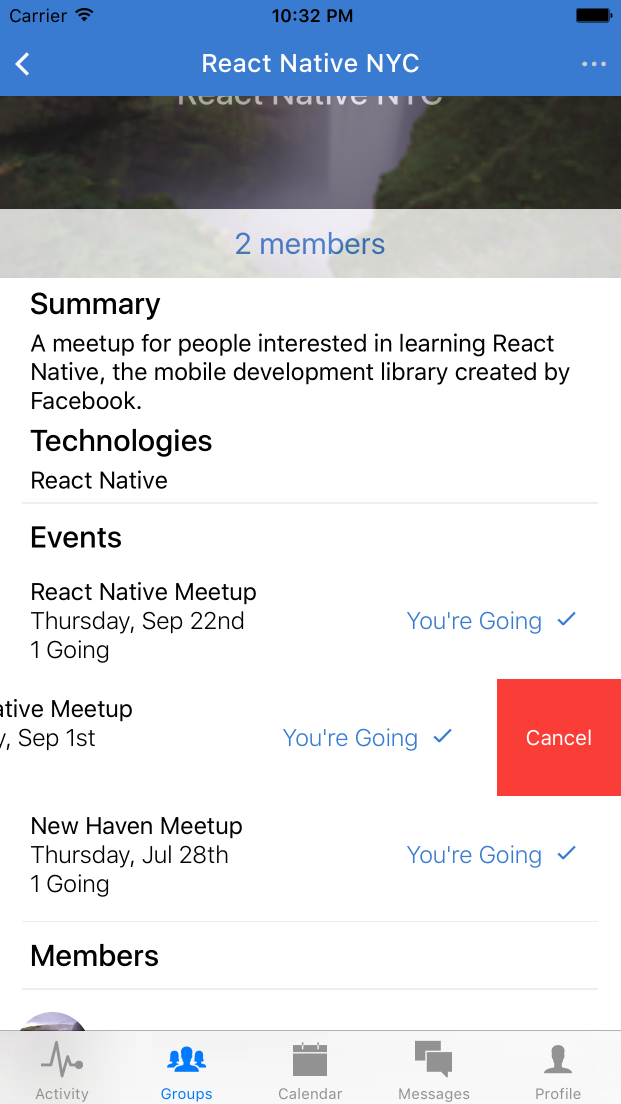 Carrier
10:32 PM
React Native NYC
React Native NYC
2 members
Summary
A meetup for people interested in learning React
Native, the mobile development library created by
Facebook.
Technologies
React Native
Events
React Native Meetup
Thursday, Sep 22nd
You're Going
1 Going
ative Meetup
y, Sep 1st
You're Going
Cancel
New Haven Meetup
Thursday, Jul 28th
You're Going
1 Going
Members
Activity
Groups
Calendar
Messages
Profile